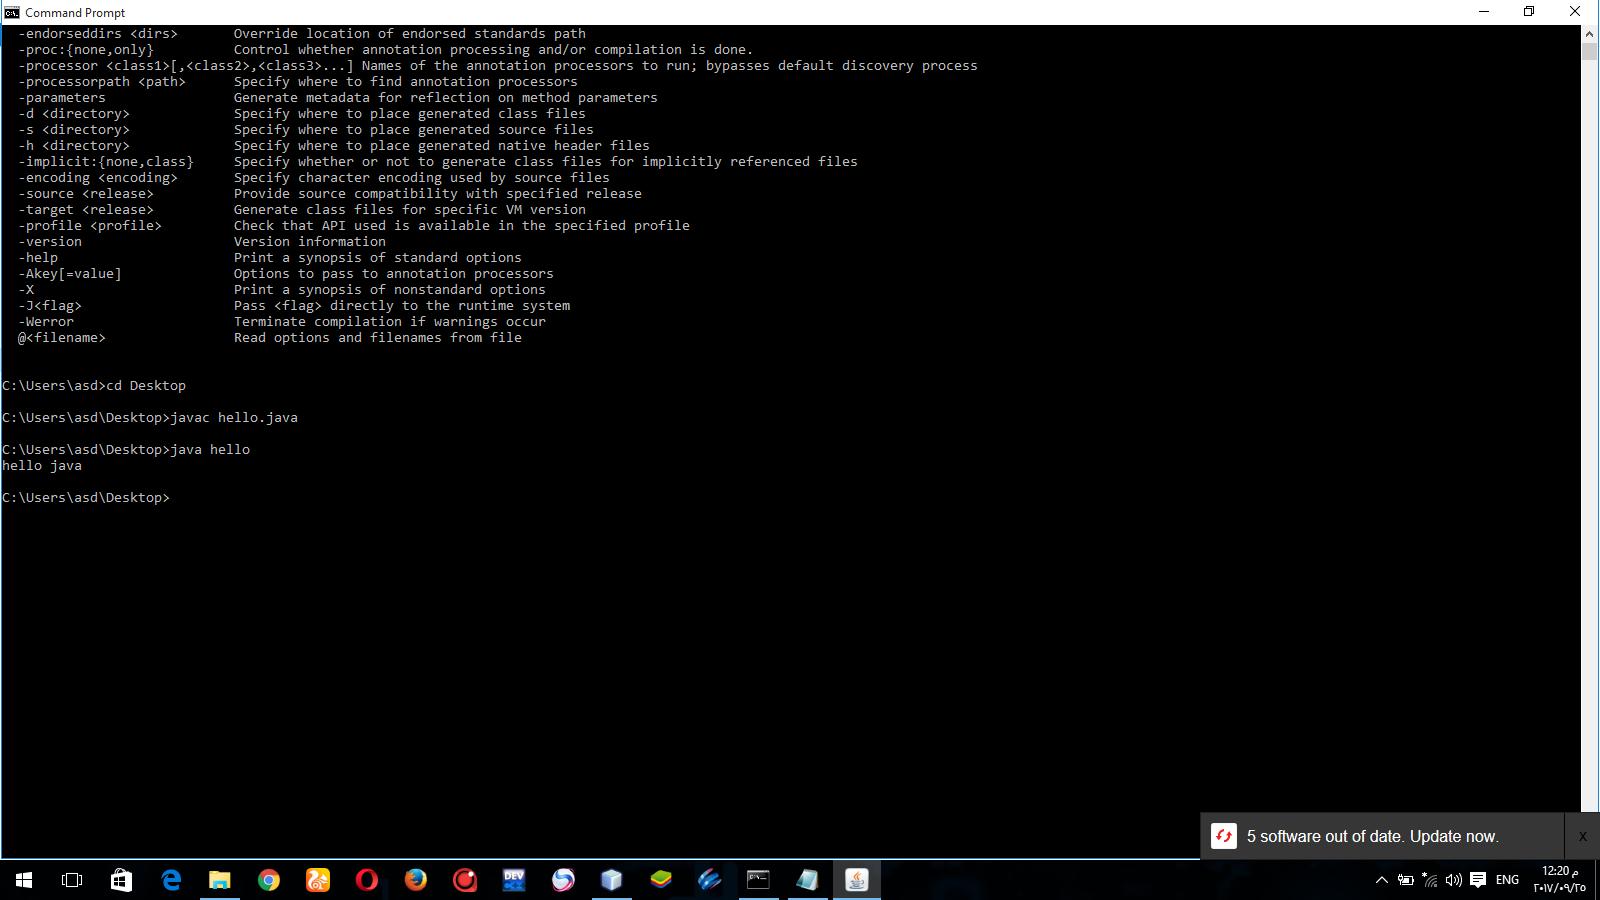 Command Prompt
-endorseddirs <dirs> Override location of endorsed standards path
-proc:{none,only} Control whether annotation processing and/or compilation is done.
-processor <class1>[,<class2>,<class3>...] Names of the annotation processors to run; bypasses default discovery process
-processorpath <path> Specify where to find annotation processors
-parameters Generate metadata for reflection on method parameters
-d <directory> Specify where to place generated class files
-s <directory> Specify where to place generated source files
-h <directory> Specify where to place generated native header files
-implicit:{none,class} Specify whether or not to generate class files for implicitly referenced files
-encoding <encoding> Specify character encoding used by source files
-source <release> Provide source compatibility with specified release
-target <release> Generate class files for specific VM version
-profile <profile> Check that API used is available in the specified profile
-version Version information
-help Print a synopsis of standard options
-Akey[=value] Options to pass to annotation processors
-X Print a synopsis of nonstandard options
-J<flag> Pass <flag> directly to the runtime system
-Werror Terminate compilation if warnings occur
@<filename> Read options and filenames from file
C:\Users\asd>cd Desktop
C:\Users\asd\Desktop>javac hello.java
C:\Users\asd\Desktop>java hello
hello java
C:\Users\asd\Desktop>
5 software out of date. Update now. x
DEV
ENG
12:20 م
٢٠١٧/٠٩/٢٥